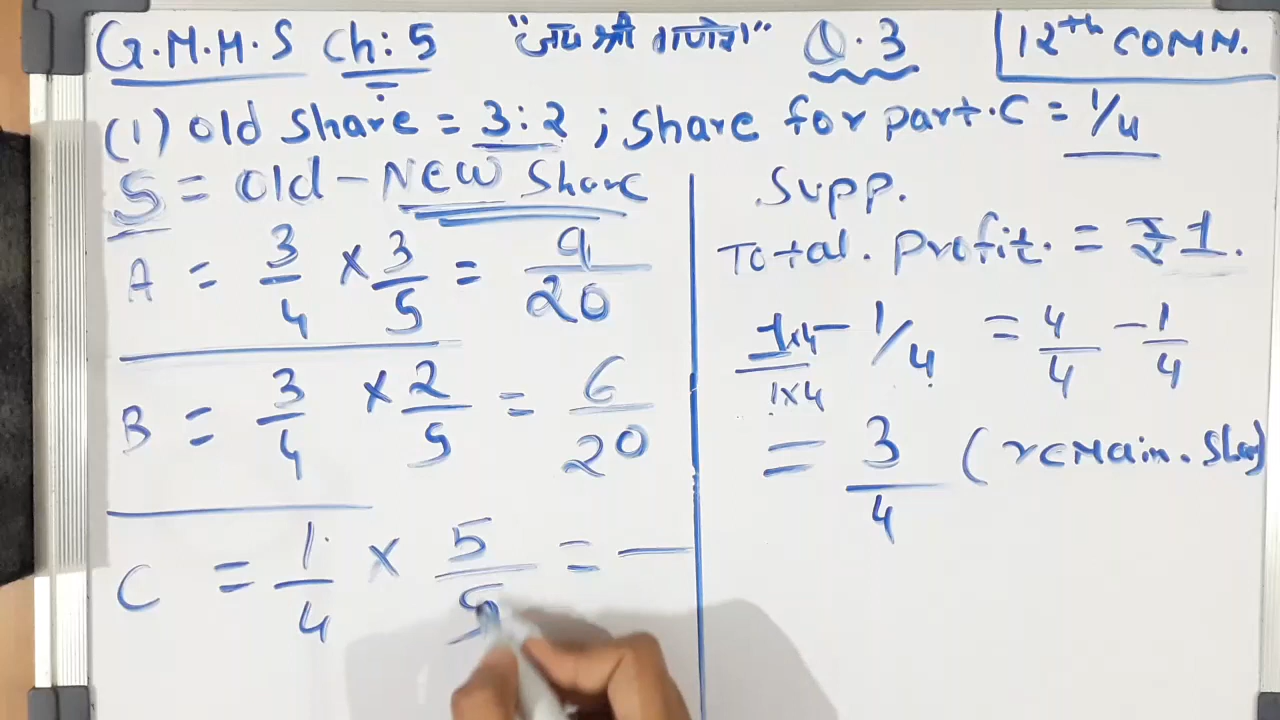 G.M.H.S Ch:5 "जय श्री गणेश" Q.3 12th COMM.
(1) Old Share = 3:2 ; Share for part.C = 1/4
S = Old - NEW Share
A = 3/4 × 3/5 = 9/20
B = 3/4 × 2/5 = 6/20
C = 1/4 × 5/5 =
Supp.
Total. Profit. = ₹1.
1×4/1×4 - 1/4 = 4/4 - 1/4
= 3/4 (remain. Shar)